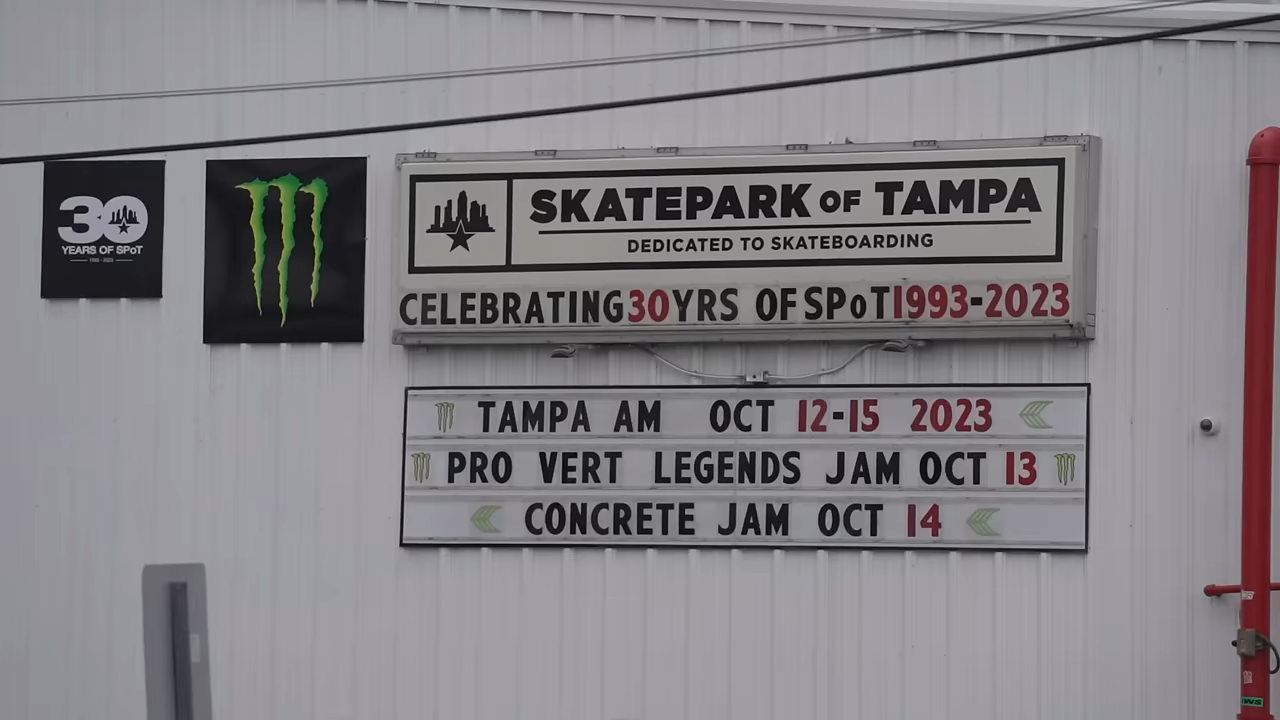 30
YEARS OF SPoT
SKATEPARK OF TAMPA
DEDICATED TO SKATEBOARDING
CELEBRATING 30 YRS OF SPoT 1993-2023
TAMPA AM OCT 12-15 2023
PRO VERT LEGENDS JAM OCT 13
CONCRETE JAM OCT 14